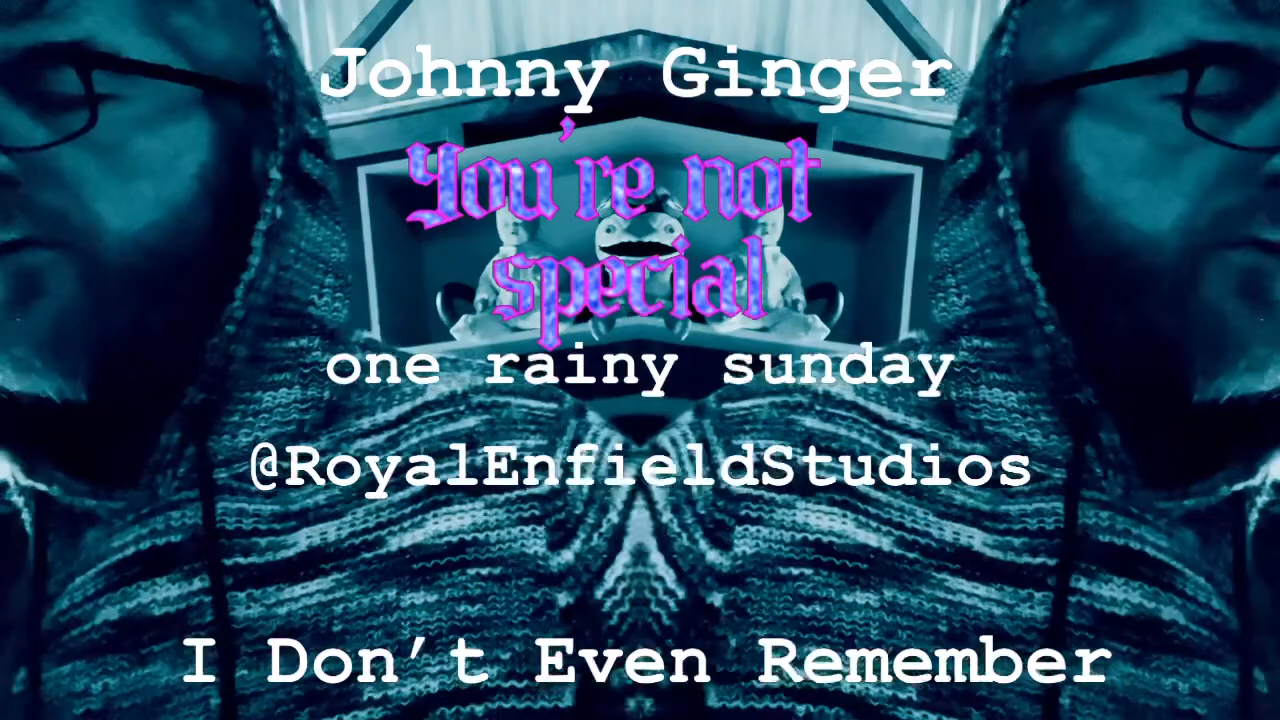 Johnny Ginger
You're not
special
one rainy sunday
@RoyalEnfieldStudios
I Don't Even Remember